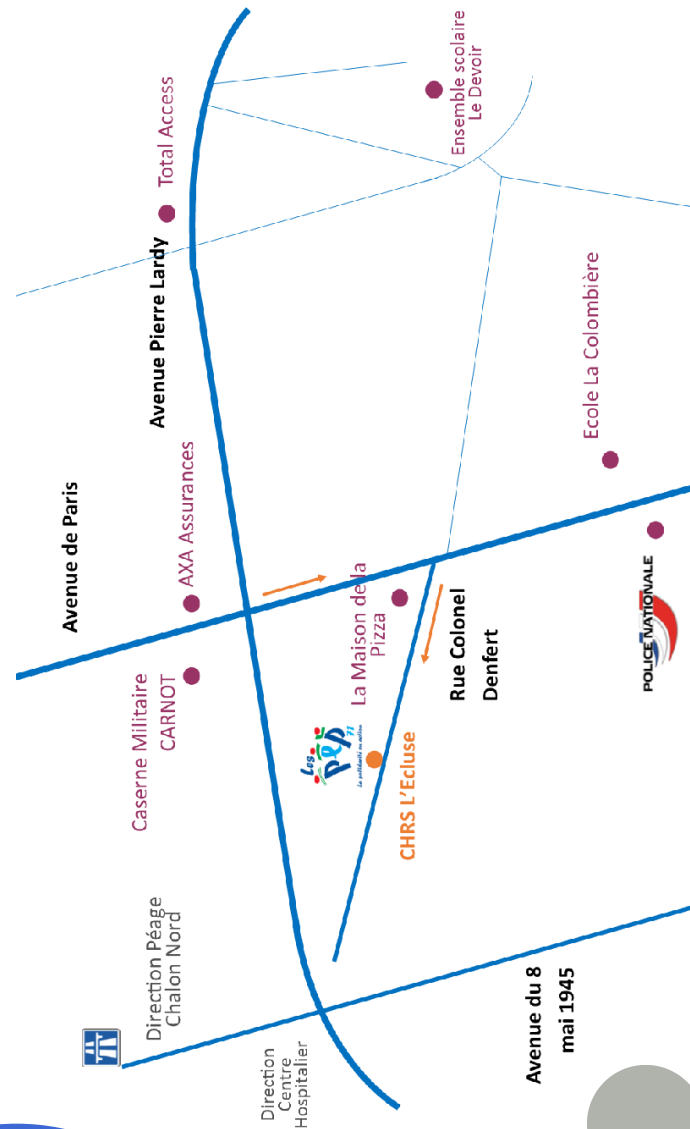 Direction Péage
Chalon Nord
Direction
Centre
Hospitalier
Caserne Militaire
CARNOT
Avenue de Paris
AXA Assurances
Avenue Pierre Lardy
Total Access
Les
PEP
71
La solidarité en action
CHRS L'Ecluse
La Maison de la
Pizza
Rue Colonel
Denfert
Ensemble scolaire
Le Devoir
Ecole La Colombière
Avenue du 8
mai 1945
POLICE NATIONALE